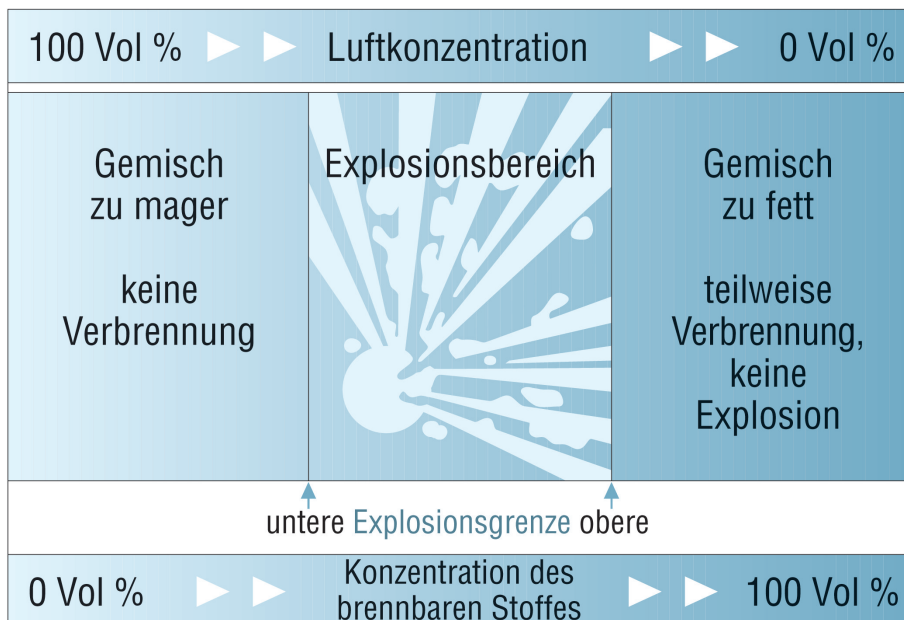 100 Vol % Luftkonzentration 0 Vol %
Gemisch
zu mager
keine
Verbrennung
Explosionsbereich
Gemisch
zu fett
teilweise
Verbrennung,
keine
Explosion
untere Explosionsgrenze obere
0 Vol % Konzentration des
brennbaren Stoffes 100 Vol %